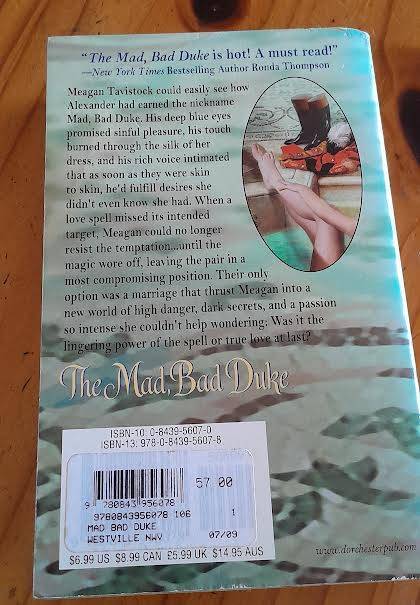 "The Mad, Bad Duke is hot! A must read!"
—New York Times Bestselling Author Ronda Thompson
Meagan Tavistock could easily see how
Alexander had earned the nickname
Mad, Bad Duke. His deep blue eyes
promised sinful pleasure, his touch
burned through the silk of her
dress, and his rich voice intimated
that as soon as they were skin
to skin, he'd fulfill desires she
didn't even know she had. When a
love spell missed its intended
target, Meagan could no longer
resist the temptation...until the
magic wore off, leaving the pair in a
most compromising position. Their only
option was a marriage that thrust Meagan into a
new world of high danger, dark secrets, and a passion
so intense she couldn't help wondering: Was it the
lingering power of the spell or true love at last?
The Mad, Bad Duke
ISBN-10: 0-8439-5607-0
ISBN-13: 978-0-8439-5607-8
57.00
9 780843 956078
9780843956078 106 1
MAD BAD DUKE
WESTVILLE NWV 07/09
$6.99 US $8.99 CAN £5.99 UK $14.95 AUS
www.dorchesterpub.com